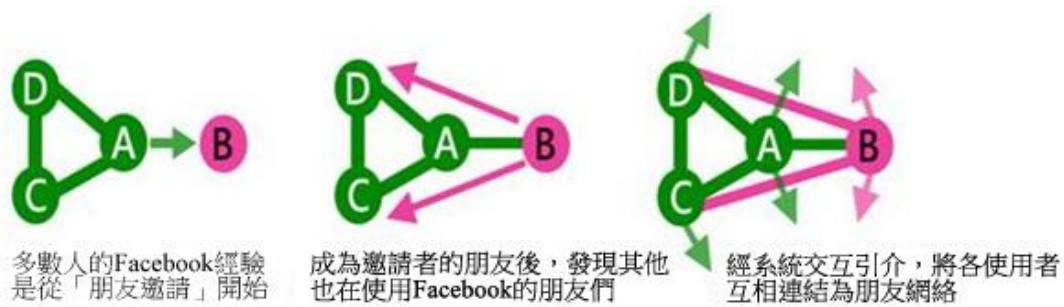 D
A
B
C
D
A
B
C
D
A
B
C
多數人的Facebook經驗
是從「朋友邀請」開始
成為邀請者的朋友後，發現其他
也在使用Facebook的朋友們
經系統交互引介，將各使用者
互相連結為朋友網絡